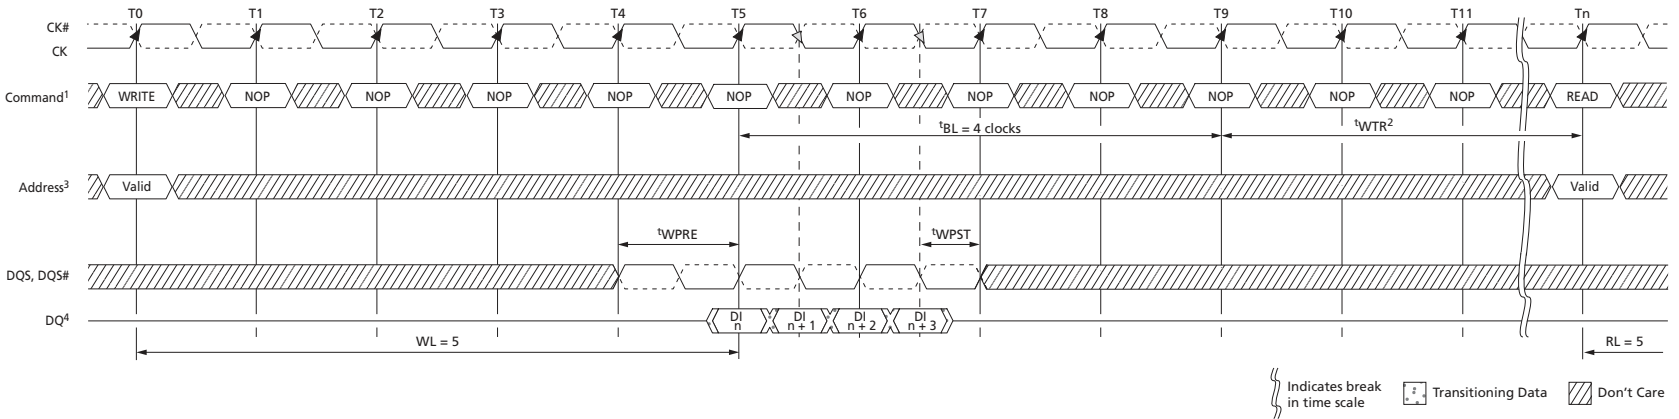 T0 T1 T2 T3 T4 T5 T6 T7 T8 T9 T10 T11 Tn
CK#
CK
Command¹ WRITE NOP NOP NOP NOP NOP NOP NOP NOP NOP NOP NOP READ
ᵗBL = 4 clocks ᵗWTR²
Address³ Valid Valid
ᵗWPRE ᵗWPST
DQS, DQS#
DQ⁴ DI n DI n + 1 DI n + 2 DI n + 3
WL = 5 RL = 5
Indicates break in time scale
Transitioning Data
Don't Care